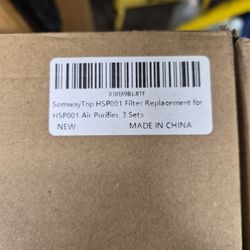 X0039BL8TF
SomwayTop HSP001 Filter Replacement for
HSP001 Air Purifier, 3 Sets
NEW MADE IN CHINA